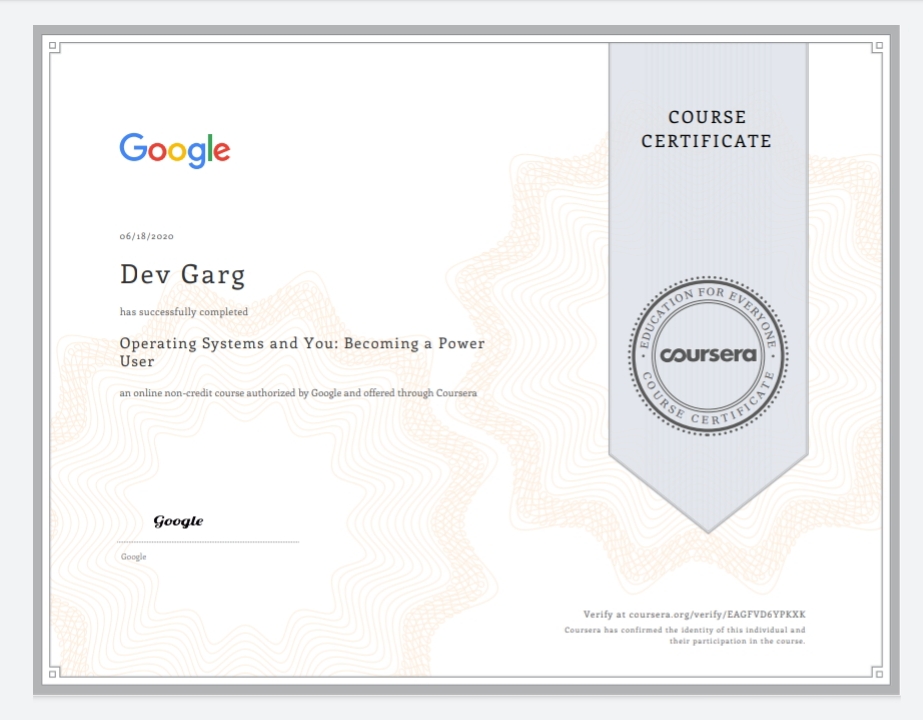 Google
06/18/2020
Dev Garg
has successfully completed
Operating Systems and You: Becoming a Power
User
an online non-credit course authorized by Google and offered through Coursera
Google
Google
COURSE
CERTIFICATE
EDUCATION FOR EVERYONE
coursera
COURSE CERTIFICATE
Verify at coursera.org/verify/EAGFVD6YPKXK
Coursera has confirmed the identity of this individual and
their participation in the course.